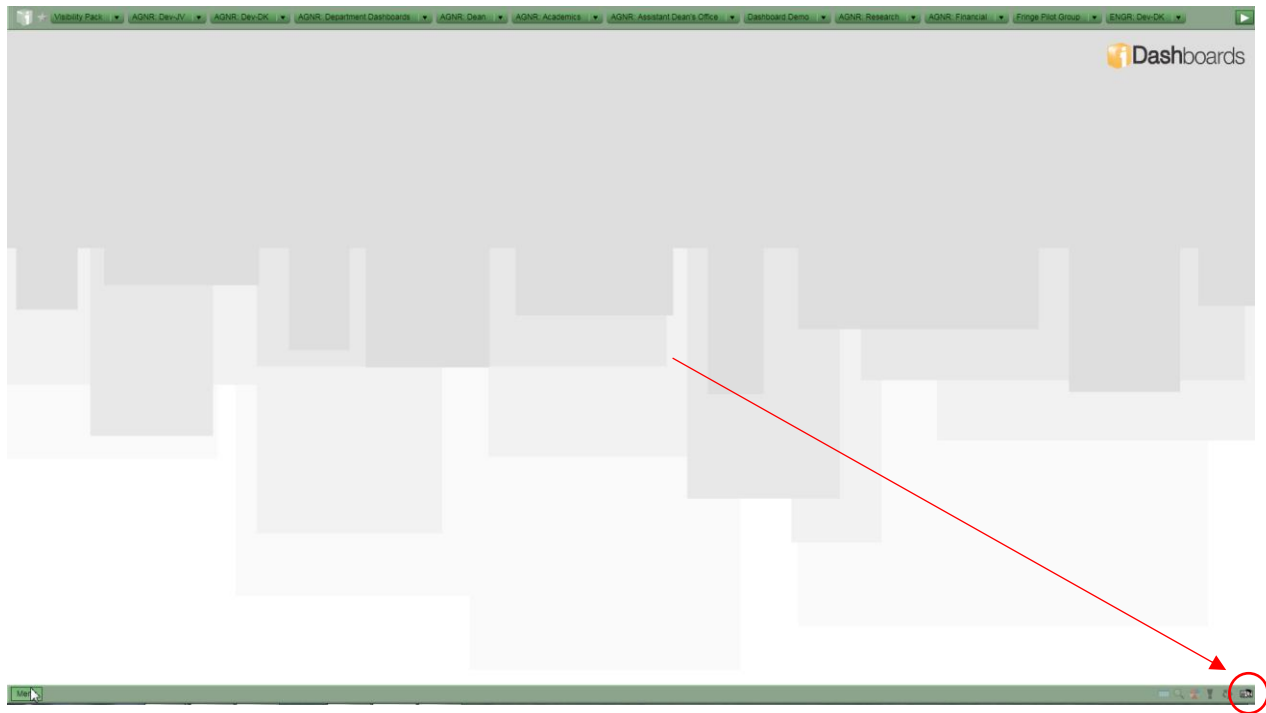 Visibility Pack AGNR: Dev-JV AGNR: Dev-DK AGNR: Department Dashboards AGNR: Dean AGNR: Academics AGNR: Assistant Dean's Office Dashboard Demo AGNR: Research AGNR: Financial Fringe Pilot Group ENGR: Dev-DK
iDashboards